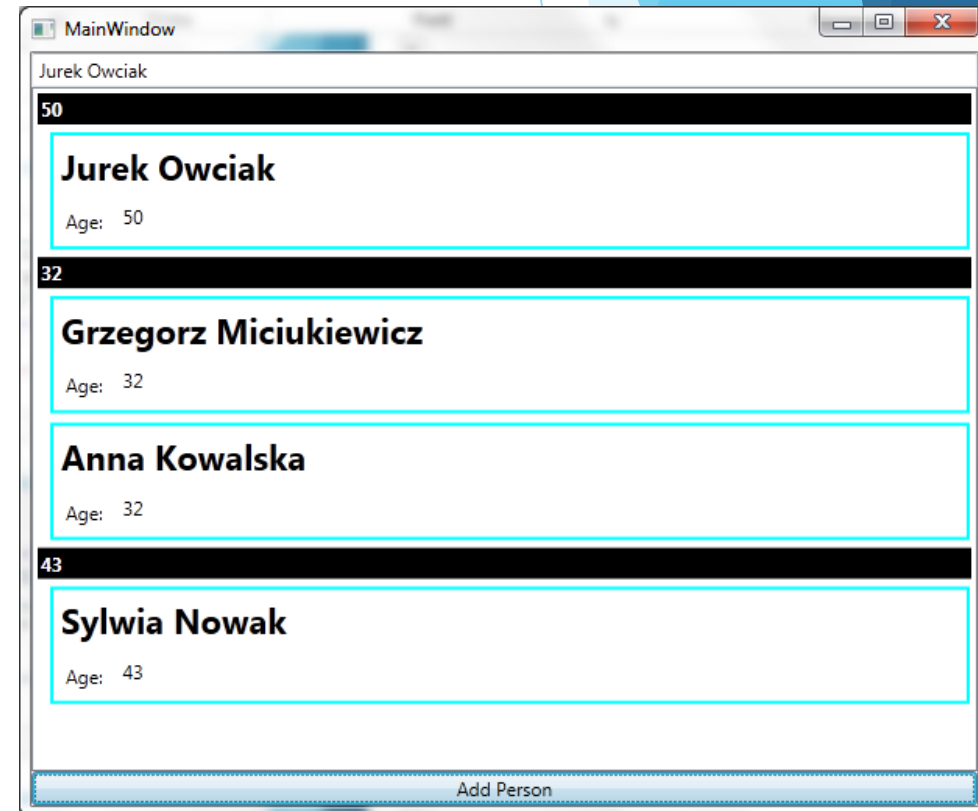 MainWindow
Jurek Owciak
50
Jurek Owciak
Age: 50
32
Grzegorz Miciukiewicz
Age: 32
Anna Kowalska
Age: 32
43
Sylwia Nowak
Age: 43
Add Person